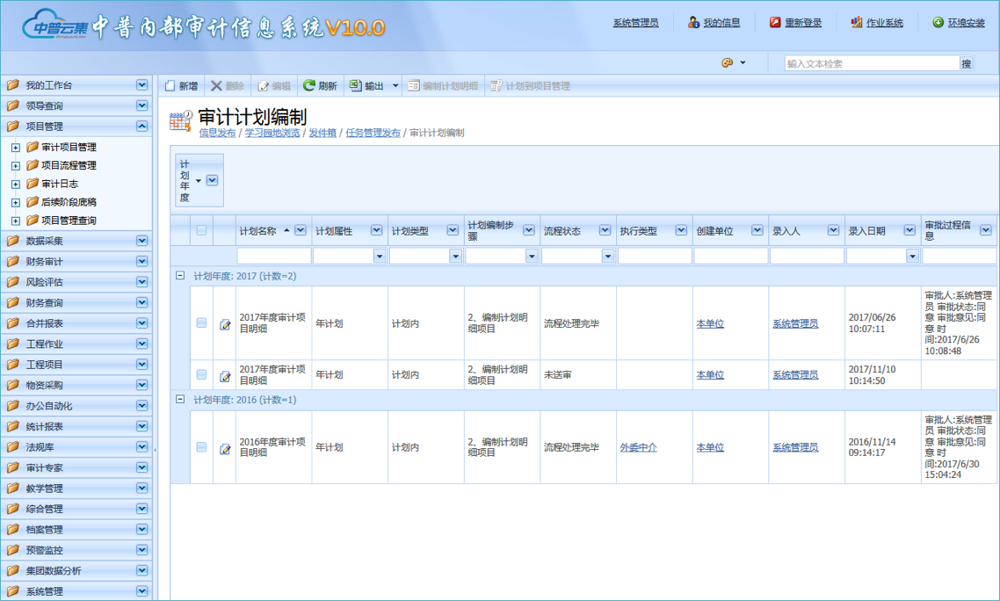 中普云集 中普内部审计信息系统V10.0
系统管理员 我的信息 重新登录 作业系统 环境安装
输入文本检索 搜
我的工作台
领导查询
项目管理
审计项目管理
项目流程管理
审计日志
后续阶段底稿
项目管理查询
数据采集
财务审计
风险评估
财务查询
合并报表
工程作业
工程项目
物资采购
办公自动化
统计报表
法规库
审计专家
教学管理
综合管理
档案管理
预警监控
集团数据分析
系统管理
新增 删除 编辑 刷新 输出 编制计划明细 计划到项目管理
审计计划编制
信息发布 / 学习园地浏览 / 发件箱 / 任务管理发布 / 审计计划编制
计
划
年
度
计划名称 计划属性 计划类型 计划编制步
骤 流程状态 执行类型 创建单位 录入人 录入日期 审批过程信
息
计划年度: 2017 (计数=2)
2017年度审计项
目明细 年计划 计划内 2、编制计划明
细项目 流程处理完毕 本单位 系统管理员 2017/06/26
10:07:11 审批人:系统管理
员 审批状态:同
意 审批意见:同
意 时
间:2017/6/26
10:08:48
2017年度审计项
目明细 年计划 计划内 2、编制计划明
细项目 未送审 本单位 系统管理员 2017/11/10
10:14:50
计划年度: 2016 (计数=1)
2016年度审计项
目明细 年计划 计划内 2、编制计划明
细项目 流程处理完毕 外委中介 本单位 系统管理员 2016/11/14
09:14:17 审批人:系统管理
员 审批状态:同
意 审批意见:同
意 时
间:2017/6/30
15:04:24